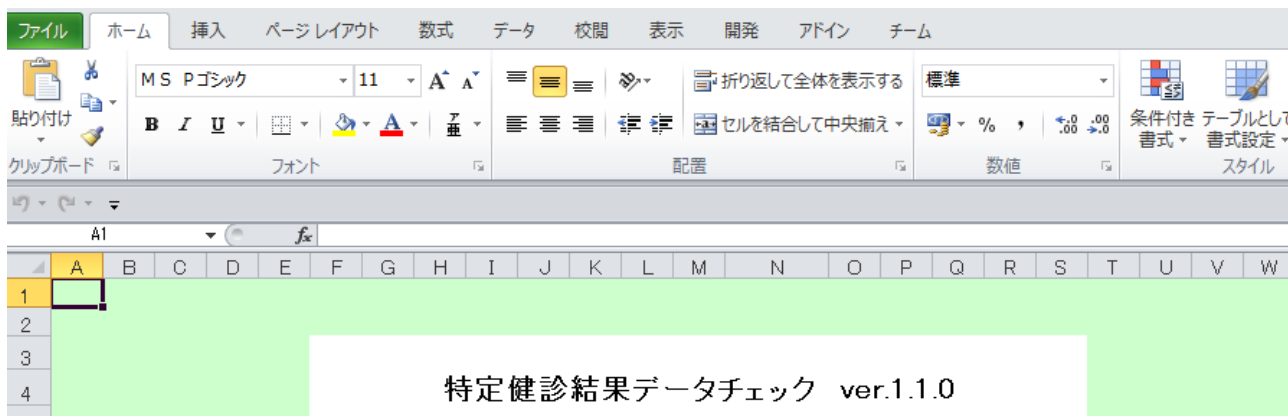 ファイル ホーム 挿入 ページ レイアウト 数式 データ 校閲 表示 開発 アドイン チーム
ＭＳ Ｐゴシック 11 A A 折り返して全体を表示する 標準
貼り付け B I U A ア亜 セルを結合して中央揃え % , .0 .00 .00 .0 条件付き書式 テーブルとして書式設定
クリップボード フォント 配置 数値 スタイル
A1 fx
A B C D E F G H I J K L M N O P Q R S T U V W
1
2
3
4 特定健診結果データチェック ver.1.1.0